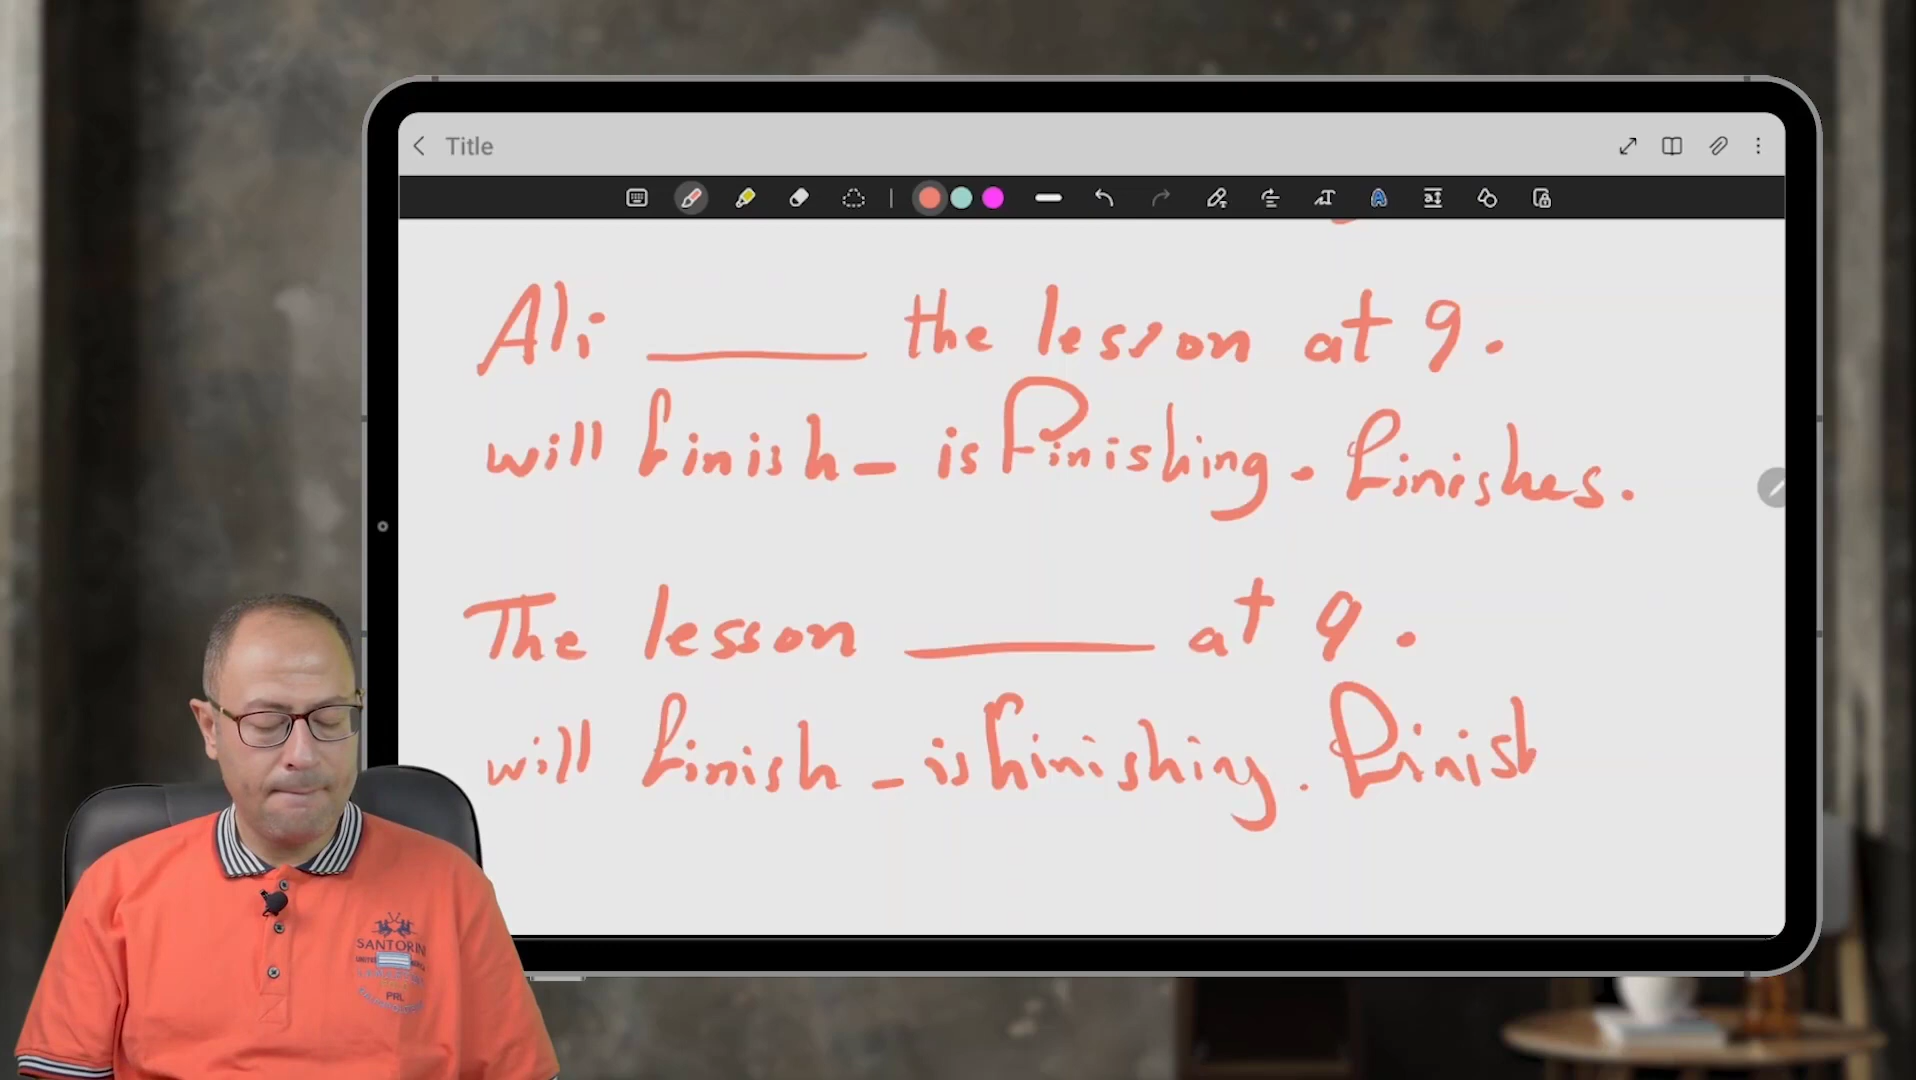 Title
Ali ______ the lesson at 9.
will finish - is finishing - finishes.
The lesson ______ at 9.
will finish - is finishing . finish
SANTORINI
PRL